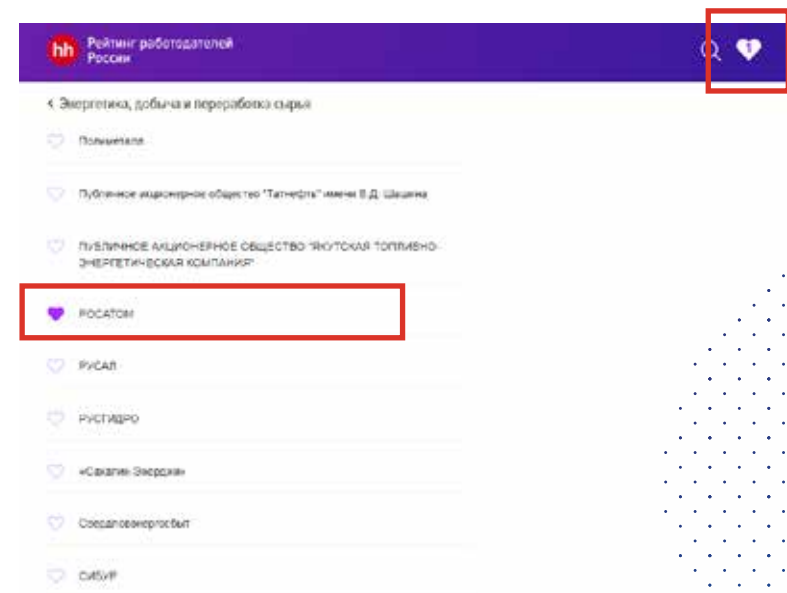 hh Рейтинг работодателей
России
1
< Энергетика, добыча и переработка сырья
Полиметалл
Публичное акционерное общество "Татнефть" имени В.Д. Шашина
ПУБЛИЧНОЕ АКЦИОНЕРНОЕ ОБЩЕСТВО "ЯКУТСКАЯ ТОПЛИВНО-
ЭНЕРГЕТИЧЕСКАЯ КОМПАНИЯ"
РОСАТОМ
РУСАЛ
РУСГИДРО
«Сахалин Энерджи»
Свердловэнергосбыт
СИБУР